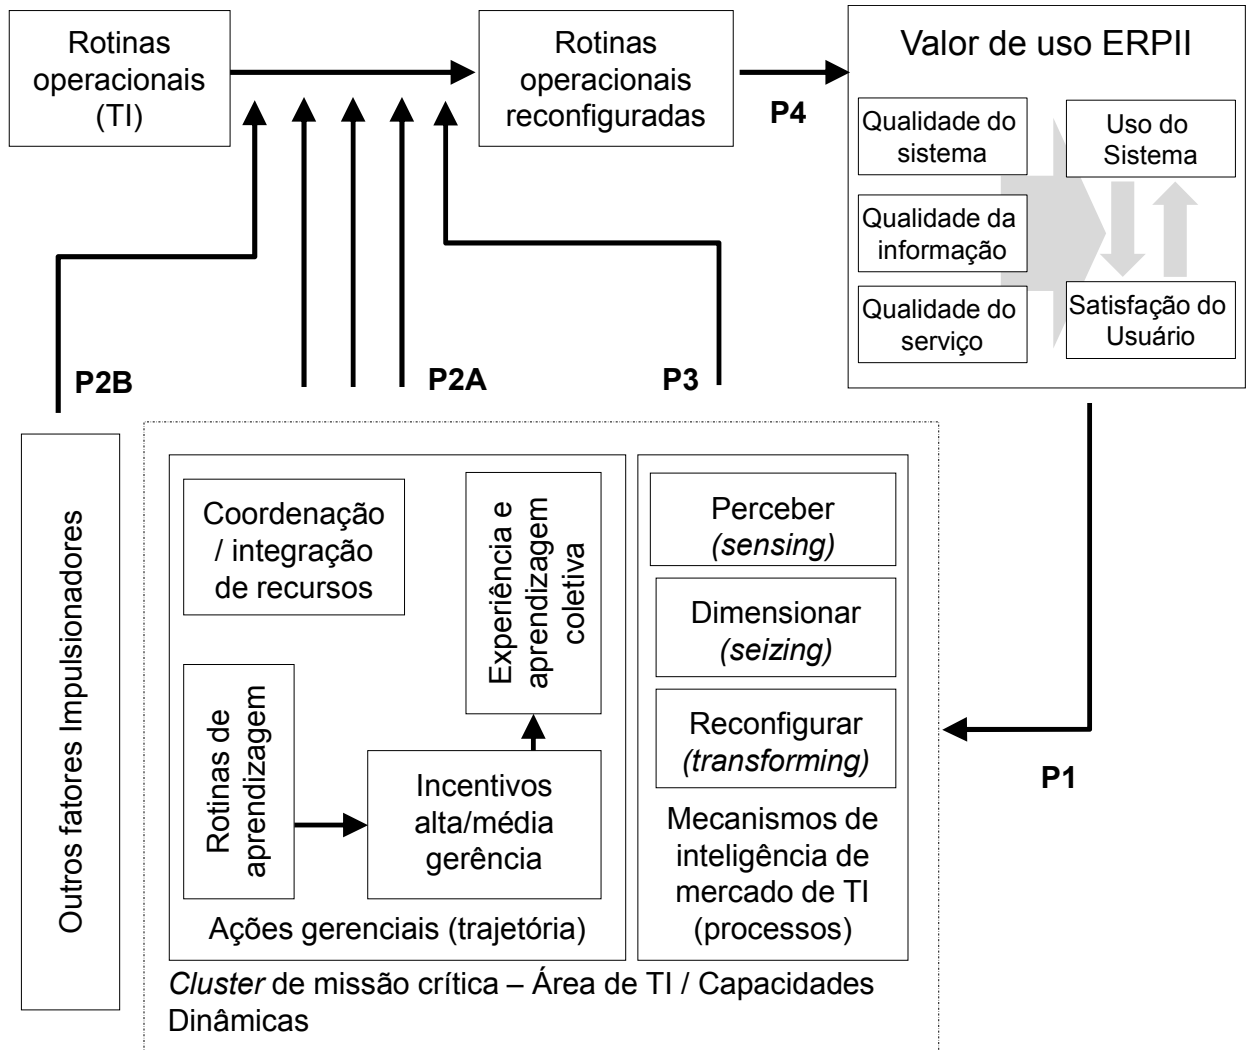 Rotinas
operacionais
(TI)
Rotinas
operacionais
reconfiguradas
P4
Valor de uso ERPII
Qualidade do
sistema
Qualidade da
informação
Qualidade do
serviço
Uso do
Sistema
Satisfação do
Usuário
P2B
P2A
P3
P1
Outros fatores Impulsionadores
Coordenação
/ integração
de recursos
Experiência e
aprendizagem
coletiva
Rotinas de
aprendizagem
Incentivos
alta/média
gerência
Ações gerenciais (trajetória)
Perceber
(sensing)
Dimensionar
(seizing)
Reconfigurar
(transforming)
Mecanismos de
inteligência de
mercado de TI
(processos)
Cluster de missão crítica – Área de TI / Capacidades
Dinâmicas